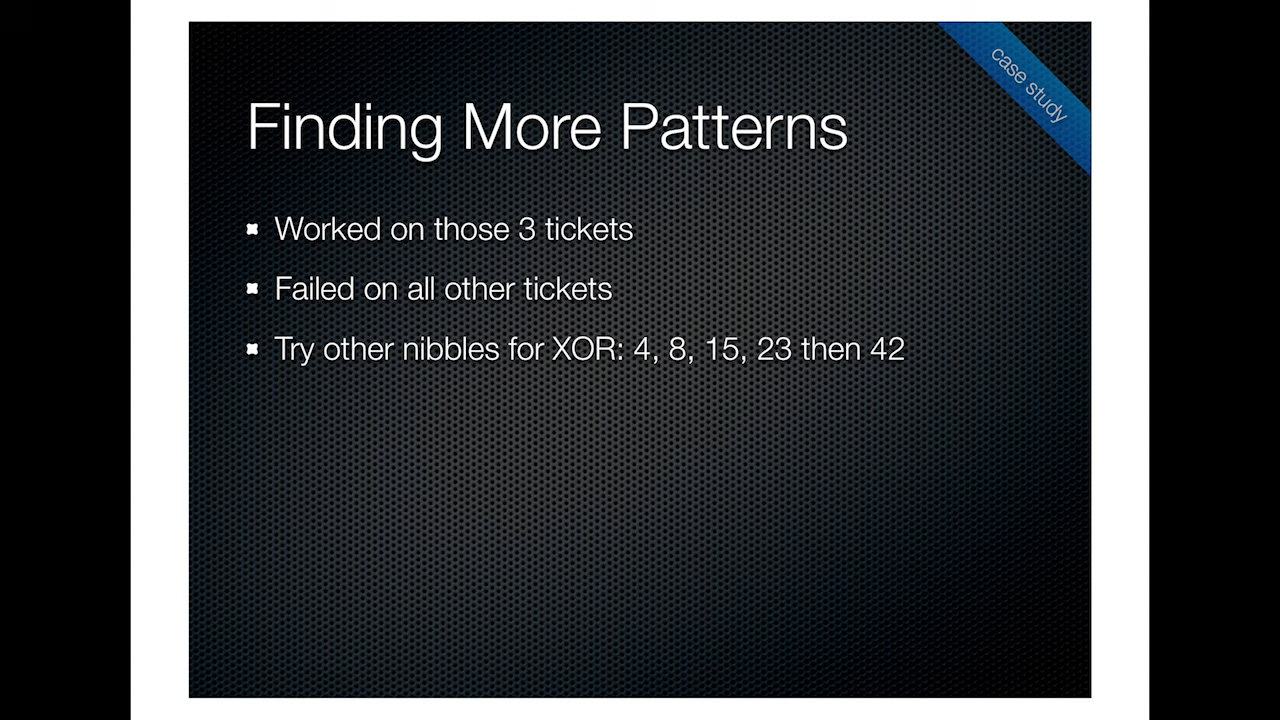 case study
Finding More Patterns
Worked on those 3 tickets
Failed on all other tickets
Try other nibbles for XOR: 4, 8, 15, 23 then 42